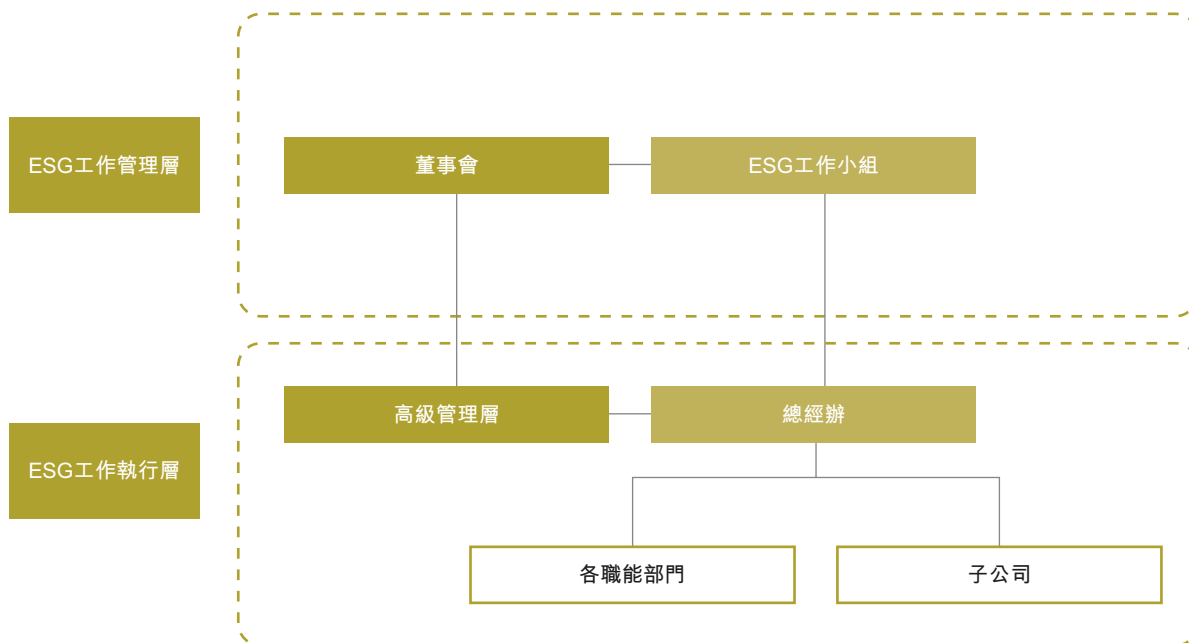 ESG工作管理層
董事會
ESG工作小組
高級管理層
總經辦
ESG工作執行層
各職能部門
子公司